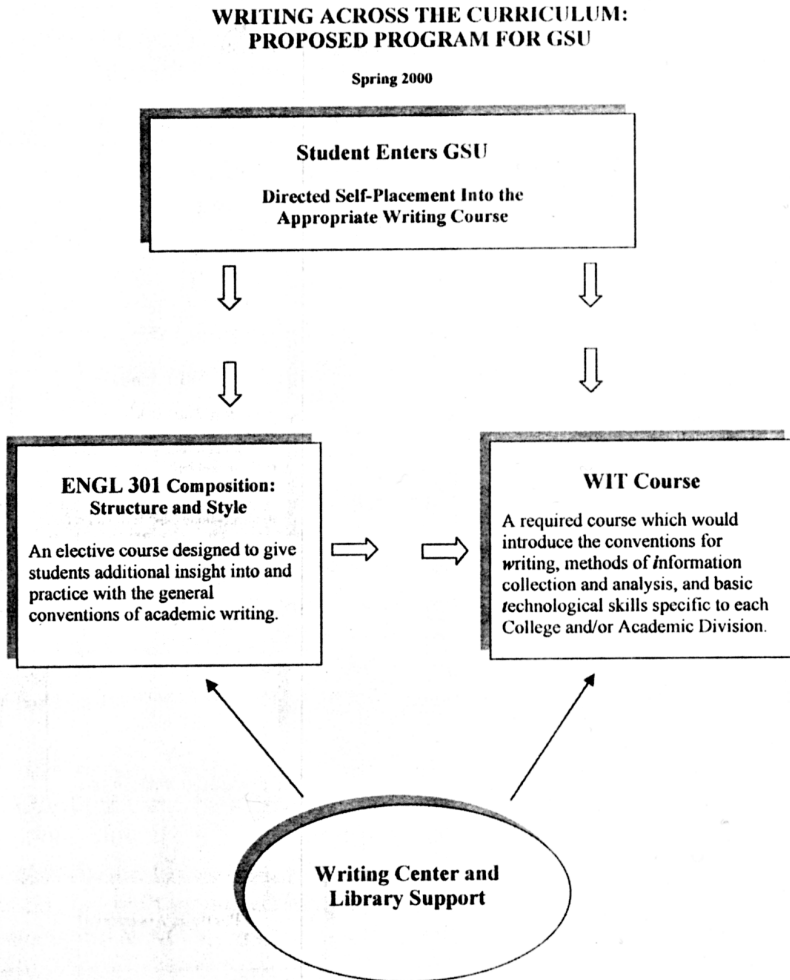 WRITING ACROSS THE CURRICULUM:
PROPOSED PROGRAM FOR GSU
Spring 2000
Student Enters GSU
Directed Self-Placement Into the
Appropriate Writing Course
ENGL 301 Composition:
Structure and Style
An elective course designed to give
students additional insight into and
practice with the general
conventions of academic writing.
WIT Course
A required course which would
introduce the conventions for
writing, methods of information
collection and analysis, and basic
technological skills specific to each
College and/or Academic Division.
Writing Center and
Library Support